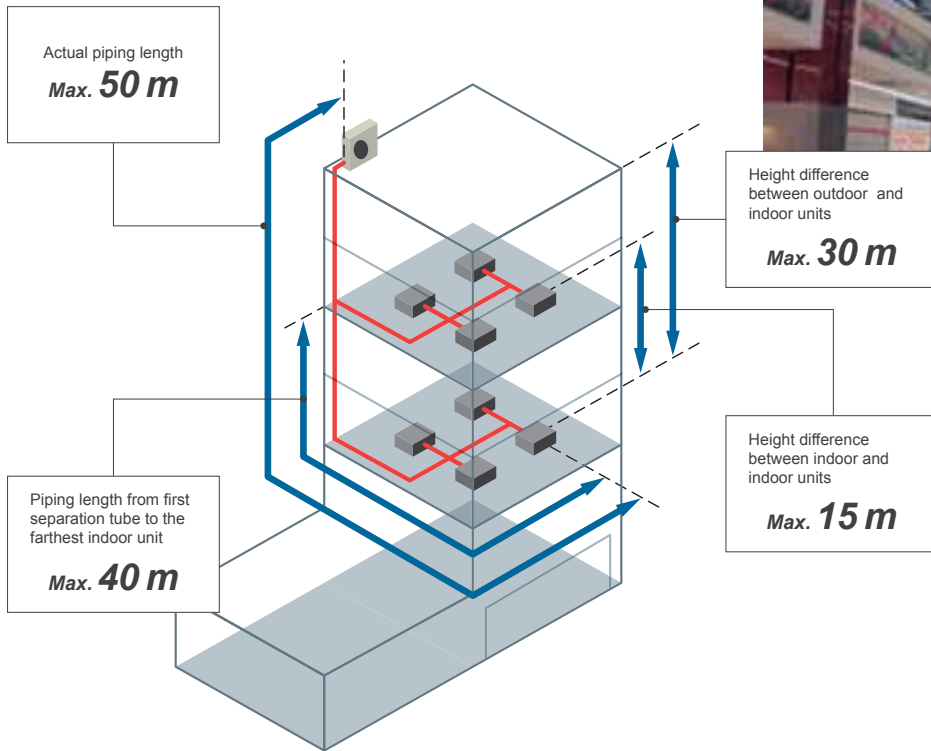 Actual piping length
Max. 50 m
Height difference
between outdoor and
indoor units
Max. 30 m
Piping length from first
separation tube to the
farthest indoor unit
Max. 40 m
Height difference
between indoor and
indoor units
Max. 15 m